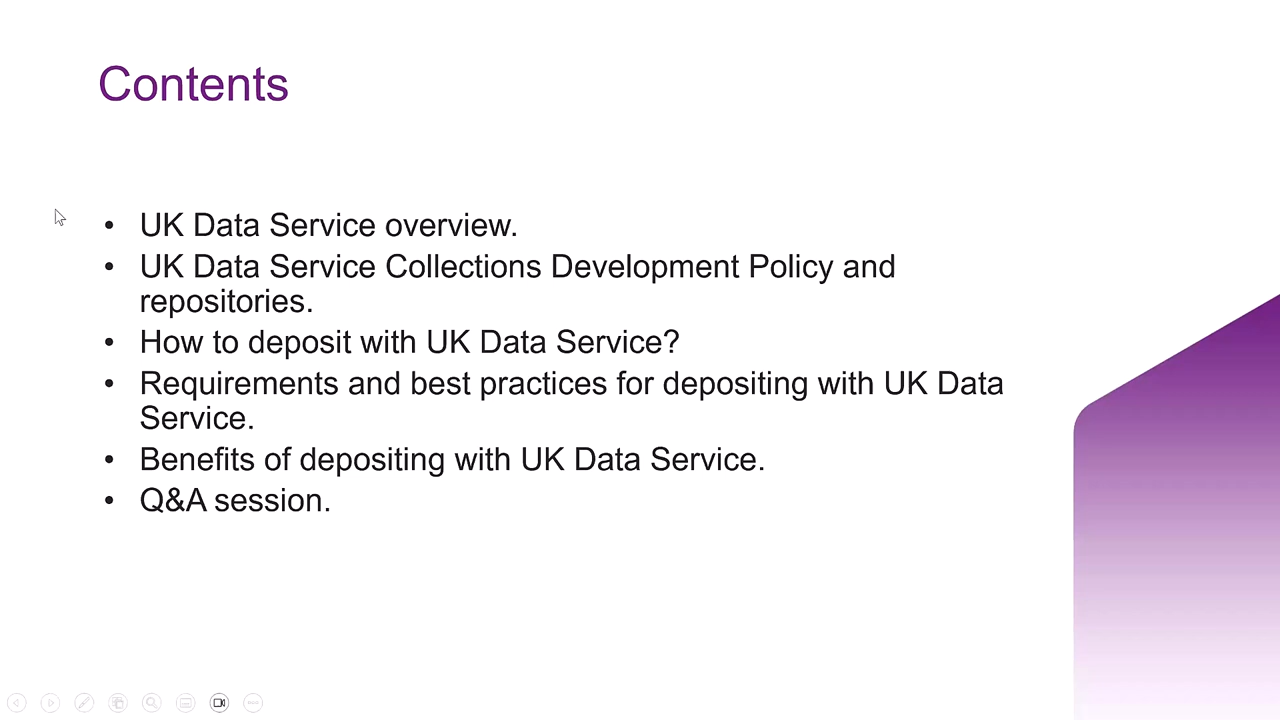 Contents
• UK Data Service overview.
• UK Data Service Collections Development Policy and
repositories.
• How to deposit with UK Data Service?
• Requirements and best practices for depositing with UK Data
Service.
• Benefits of depositing with UK Data Service.
• Q&A session.